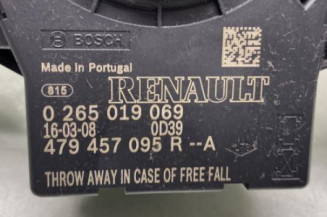 BOSCH
Made in Portugal
815 RENAULT
0 265 019 069
16-03-08 0D39
479 457 095 R --A
THROW AWAY IN CASE OF FREE FALL